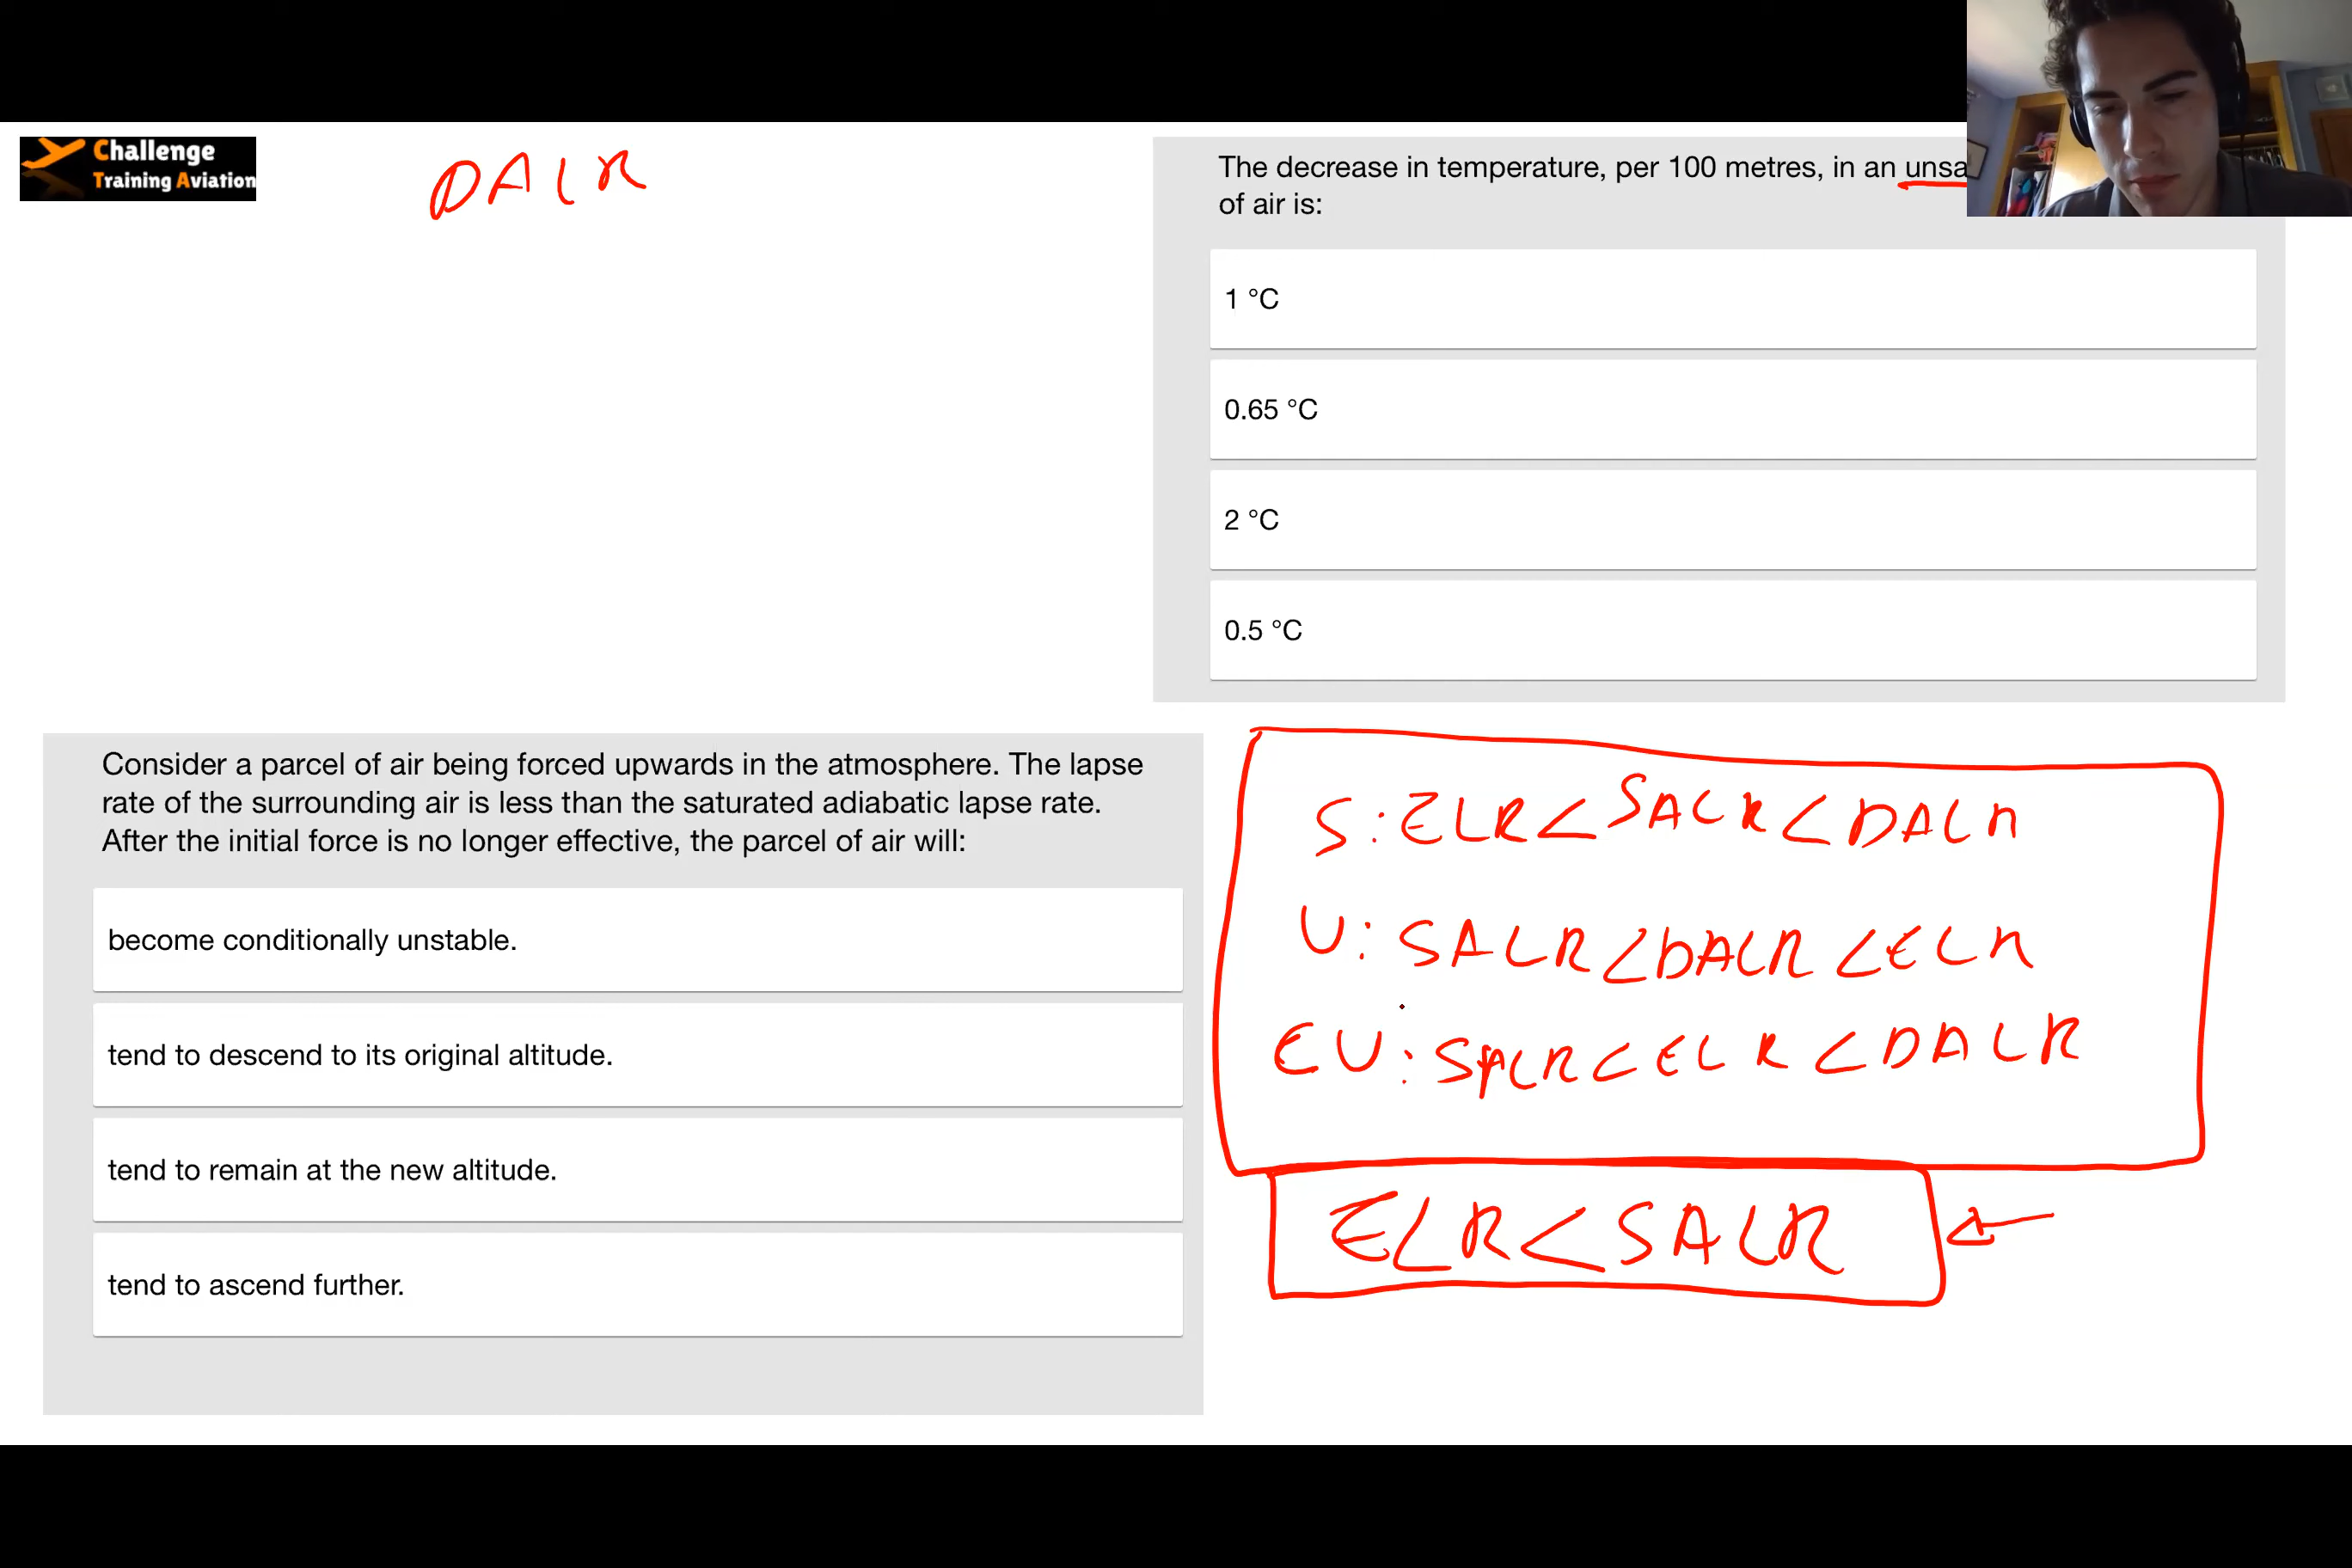 Challenge
Training Aviation
DALR
The decrease in temperature, per 100 metres, in an
of air is:
1 °C
0.65 °C
2 °C
0.5 °C
Consider a parcel of air being forced upwards in the atmosphere. The lapse
rate of the surrounding air is less than the saturated adiabatic lapse rate.
After the initial force is no longer effective, the parcel of air will:
become conditionally unstable.
tend to descend to its original altitude.
tend to remain at the new altitude.
tend to ascend further.
S: ELR < SALR < DALR
U: SALR < DALR < ELR
EU: SALR < ELR < DALR
ELR < SALR